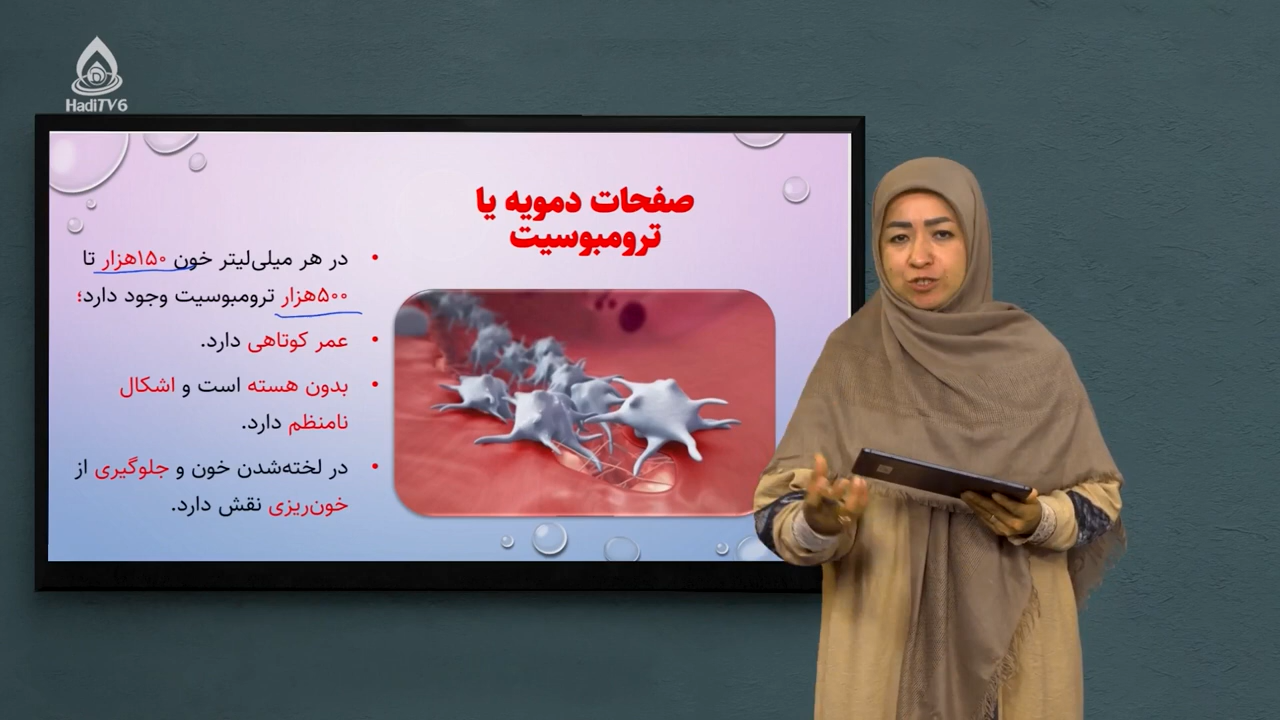 HadiTV6
صفحات دمویه یا
ترومبوسیت
• در هر میلی‌لیتر خون ۱۵۰هزار تا
۵۰۰هزار ترومبوسیت وجود دارد؛
• عمر کوتاهی دارد.
• بدون هسته است و اشکال
نامنظم دارد.
• در لخته‌شدن خون و جلوگیری از
خون‌ریزی نقش دارد.